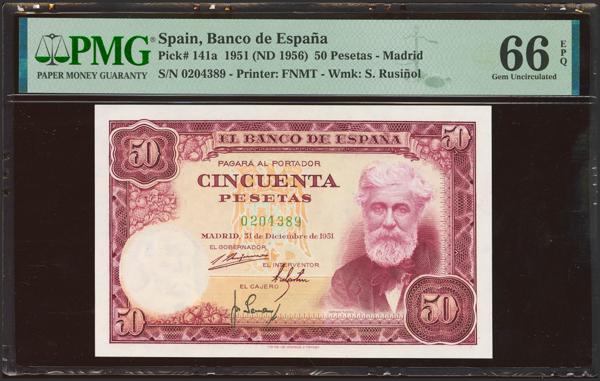 PMG
PAPER MONEY GUARANTY
Spain, Banco de España
Pick# 141a 1951 (ND 1956) 50 Pesetas - Madrid
S/N 0204389 - Printer: FNMT - Wmk: S. Rusiñol
66 EPQ
Gem Uncirculated
50
EL BANCO DE ESPAÑA
50
PAGARÁ AL PORTADOR
CINCUENTA
PESETAS
0204389
MADRID, 31 de Diciembre de 1951
EL GOBERNADOR
EL INTERVENTOR
EL CAJERO
50
50